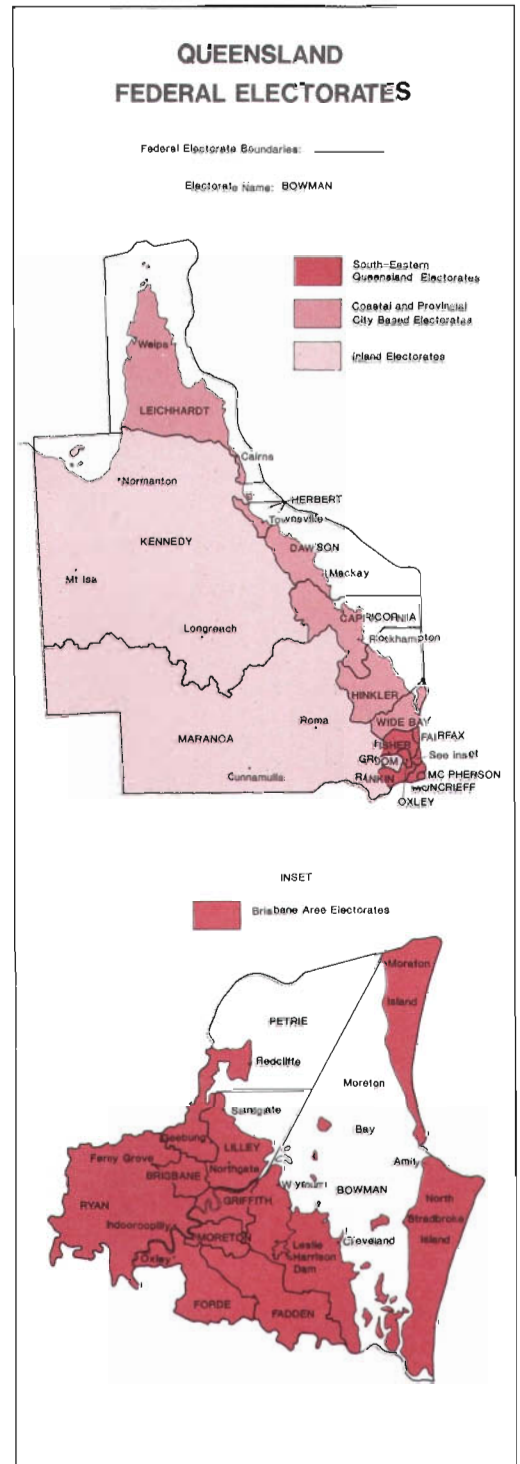 QUEENSLAND
FEDERAL ELECTORATES
Federal Electorate Boundaries:
Electorate Name: BOWMAN
South-Eastern
Queensland Electorates
Coastal and Provincial
City Based Electorates
Inland Electorates
Weipa
LEICHHARDT
Cairns
Normanton
HERBERT
Townsville
KENNEDY
DAWSON
Mt Isa
Mackay
CAPRICORNIA
Longreach
Rockhampton
HINKLER
Roma
WIDE BAY
MARANOA
FAIRFAX
FISHER
See inset
GROOM
Cunnamulla
RANKIN
MC PHERSON
MONCRIEFF
OXLEY
INSET
Brisbane Area Electorates
Moreton
Island
PETRIE
Redcliffe
Moreton
Sandgate
Bay
Geebung
LILLEY
Ferny Grove
Amity
Northgate
BRISBANE
Wynnum
BOWMAN
North
RYAN
GRIFFITH
Stradbroke
Indooroopilly
MORETON
Cleveland
Island
Leslie
Harrison
Dam
Oxley
FORDE
FADDEN